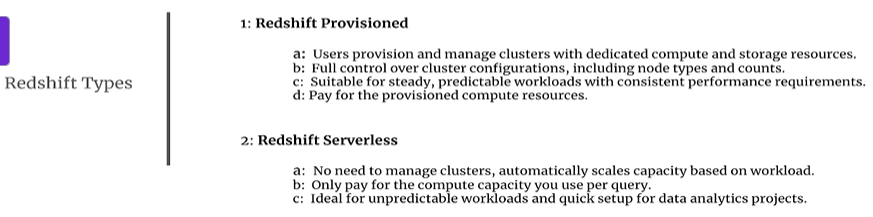 Redshift Types
1: Redshift Provisioned
a: Users provision and manage clusters with dedicated compute and storage resources.
b: Full control over cluster configurations, including node types and counts.
c: Suitable for steady, predictable workloads with consistent performance requirements.
d: Pay for the provisioned compute resources.
2: Redshift Serverless
a: No need to manage clusters, automatically scales capacity based on workload.
b: Only pay for the compute capacity you use per query.
c: Ideal for unpredictable workloads and quick setup for data analytics projects.